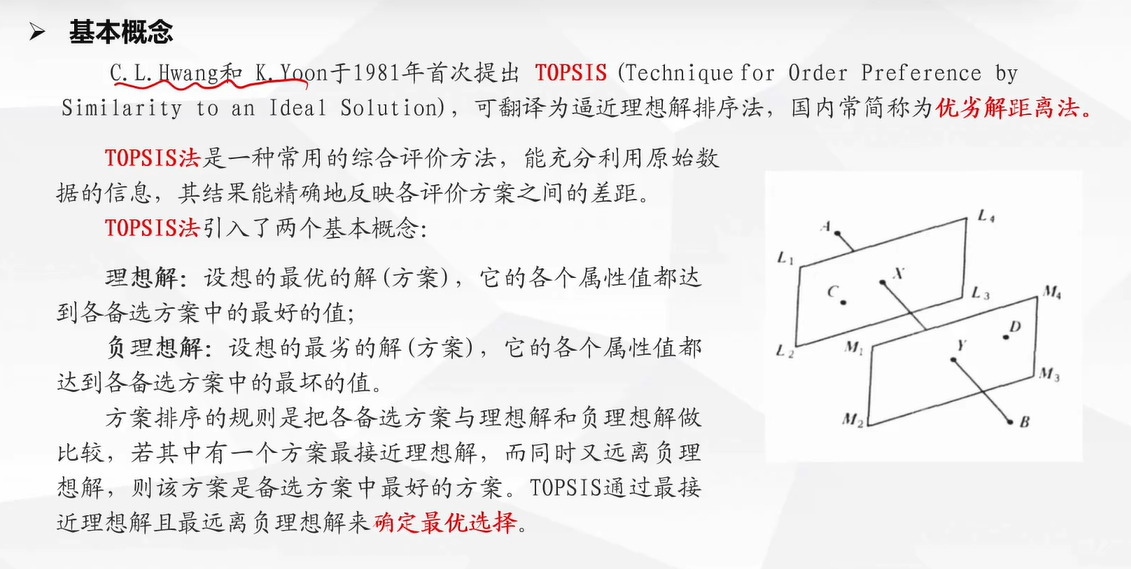 基本概念
C.L.Hwang和 K.Yoon于1981年首次提出 TOPSIS (Technique for Order Preference by
Similarity to an Ideal Solution)，可翻译为逼近理想解排序法，国内常简称为优劣解距离法。
TOPSIS法是一种常用的综合评价方法，能充分利用原始数
据的信息，其结果能精确地反映各评价方案之间的差距。
TOPSIS法引入了两个基本概念：
理想解：设想的最优的解(方案)，它的各个属性值都达
到各备选方案中的最好的值；
负理想解：设想的最劣的解(方案)，它的各个属性值都
达到各备选方案中的最坏的值。
方案排序的规则是把各备选方案与理想解和负理想解做
比较，若其中有一个方案最接近理想解，而同时又远离负理
想解，则该方案是备选方案中最好的方案。TOPSIS通过最接
近理想解且最远离负理想解来确定最优选择。
A
L4
L1
X
C
L3
M4
L2
M1
D
Y
M3
M2
B